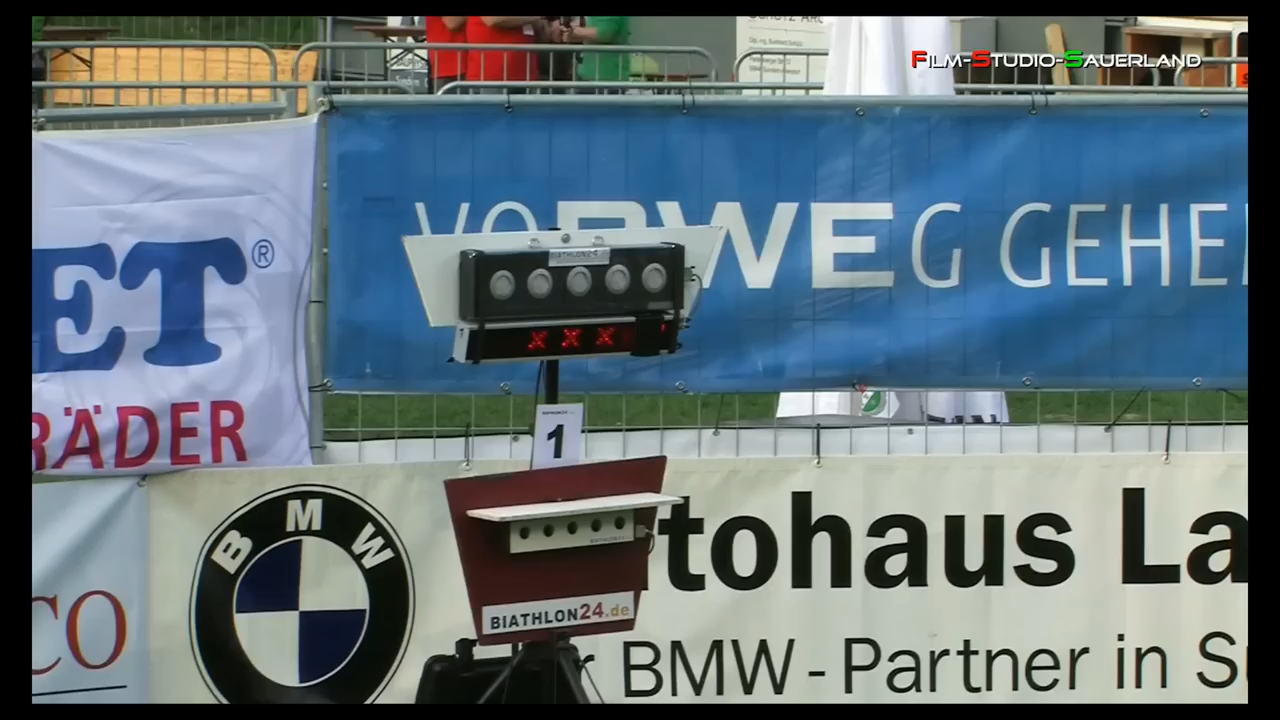 FILM-STUDIO-SAUERLAND
ET®
VORWEG GEHE
BIATHLON24
X X X
RÄDER
1
BMW
tohaus La
BIATHLON24.de
CO
r BMW-Partner in S